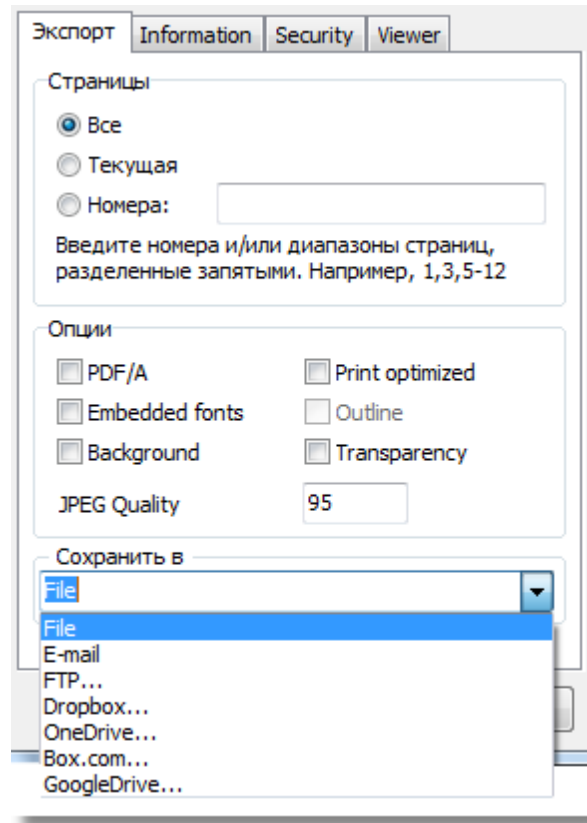 Экспорт Information Security Viewer
Страницы
Все
Текущая
Номера:
Введите номера и/или диапазоны страниц,
разделенные запятыми. Например, 1,3,5-12
Опции
PDF/A Print optimized
Embedded fonts Outline
Background Transparency
JPEG Quality 95
Сохранить в
File
File
E-mail
FTP...
Dropbox...
OneDrive...
Box.com...
GoogleDrive...